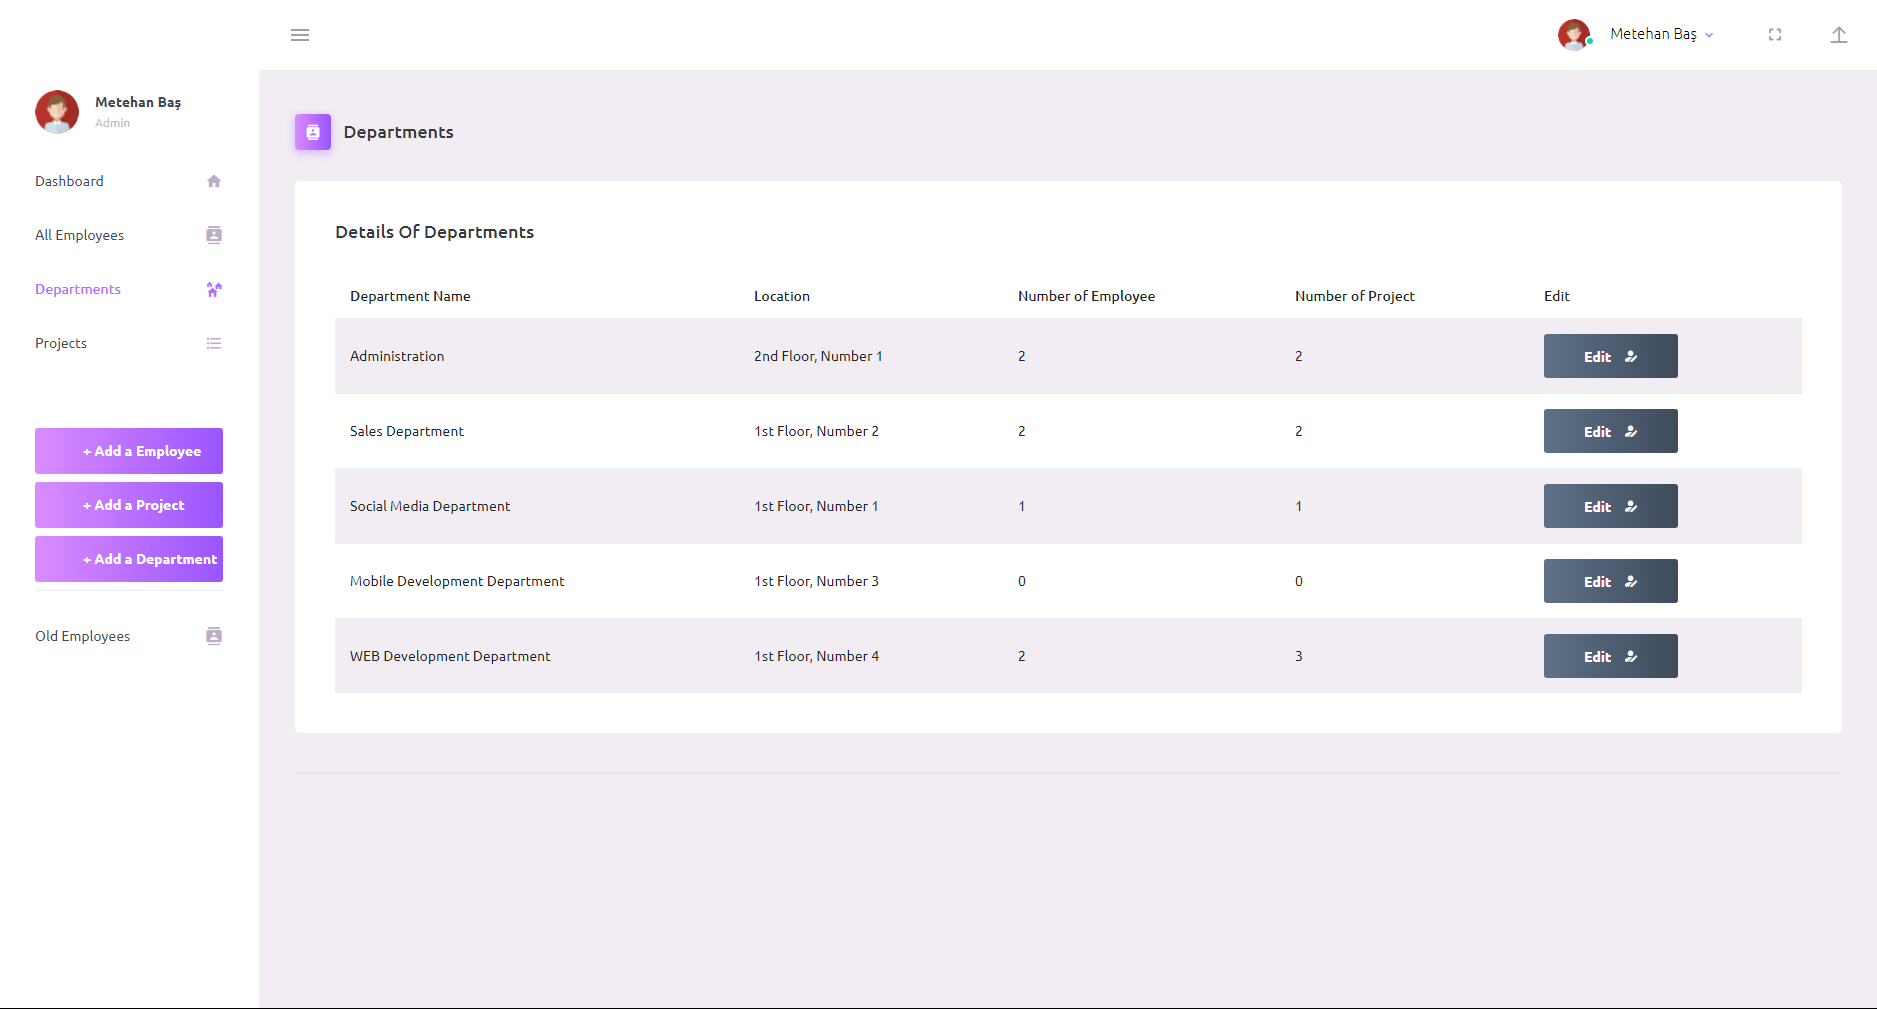 Metehan Baş
Metehan Baş
Admin
Dashboard
All Employees
Departments
Projects
+ Add a Employee
+ Add a Project
+ Add a Department
Old Employees
Departments
Details Of Departments
Department Name Location Number of Employee Number of Project Edit
Administration 2nd Floor, Number 1 2 2 Edit
Sales Department 1st Floor, Number 2 2 2 Edit
Social Media Department 1st Floor, Number 1 1 1 Edit
Mobile Development Department 1st Floor, Number 3 0 0 Edit
WEB Development Department 1st Floor, Number 4 2 3 Edit